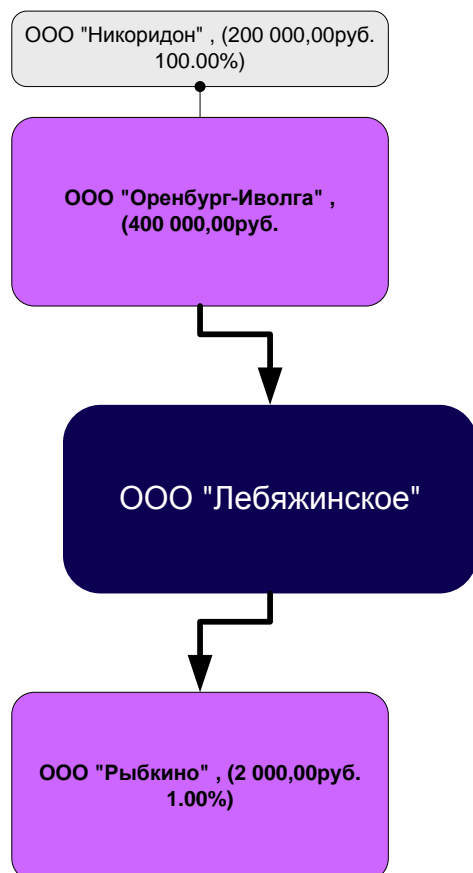 ООО "Никоридон" , (200 000,00руб.
100.00%)
ООО "Оренбург-Иволга" ,
(400 000,00руб.
ООО "Лебяжинское"
ООО "Рыбкино" , (2 000,00руб.
1.00%)